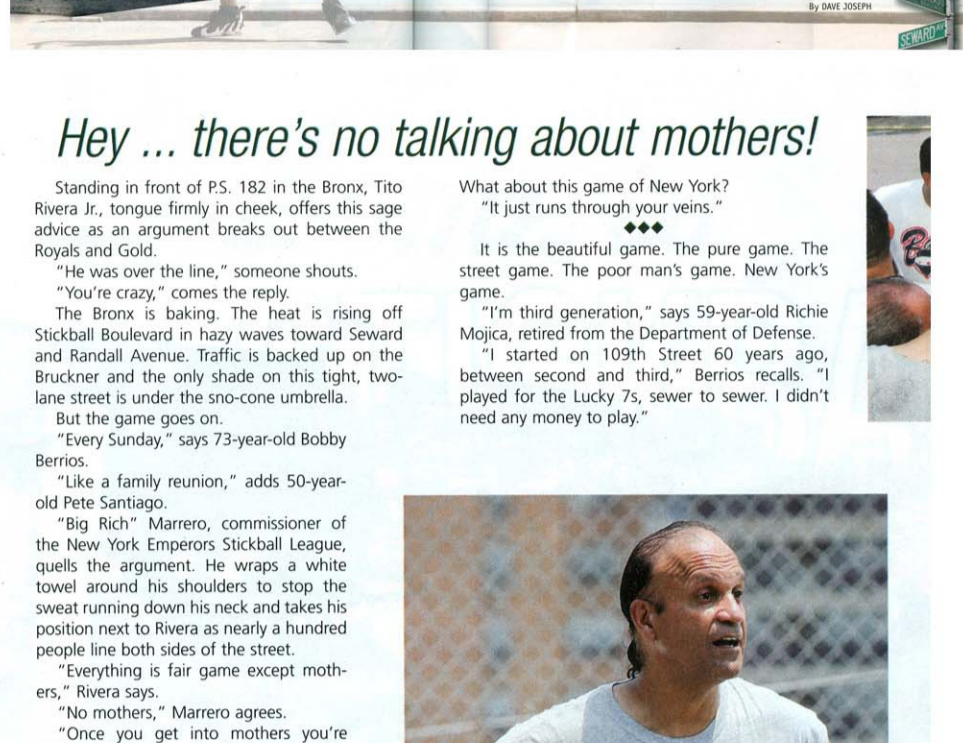 By DAVE JOSEPH
SEWARD AV
Hey ... there's no talking about mothers!
Standing in front of P.S. 182 in the Bronx, Tito
Rivera Jr., tongue firmly in cheek, offers this sage
advice as an argument breaks out between the
Royals and Gold.
"He was over the line," someone shouts.
"You're crazy," comes the reply.
The Bronx is baking. The heat is rising off
Stickball Boulevard in hazy waves toward Seward
and Randall Avenue. Traffic is backed up on the
Bruckner and the only shade on this tight, two-
lane street is under the sno-cone umbrella.
But the game goes on.
"Every Sunday," says 73-year-old Bobby
Berrios.
"Like a family reunion," adds 50-year-
old Pete Santiago.
"Big Rich" Marrero, commissioner of
the New York Emperors Stickball League,
quells the argument. He wraps a white
towel around his shoulders to stop the
sweat running down his neck and takes his
position next to Rivera as nearly a hundred
people line both sides of the street.
"Everything is fair game except moth-
ers," Rivera says.
"No mothers," Marrero agrees.
"Once you get into mothers you're
What about this game of New York?
"It just runs through your veins."
It is the beautiful game. The pure game. The
street game. The poor man's game. New York's
game.
"I'm third generation," says 59-year-old Richie
Mojica, retired from the Department of Defense.
"I started on 109th Street 60 years ago,
between second and third," Berrios recalls. "I
played for the Lucky 7s, sewer to sewer. I didn't
need any money to play."